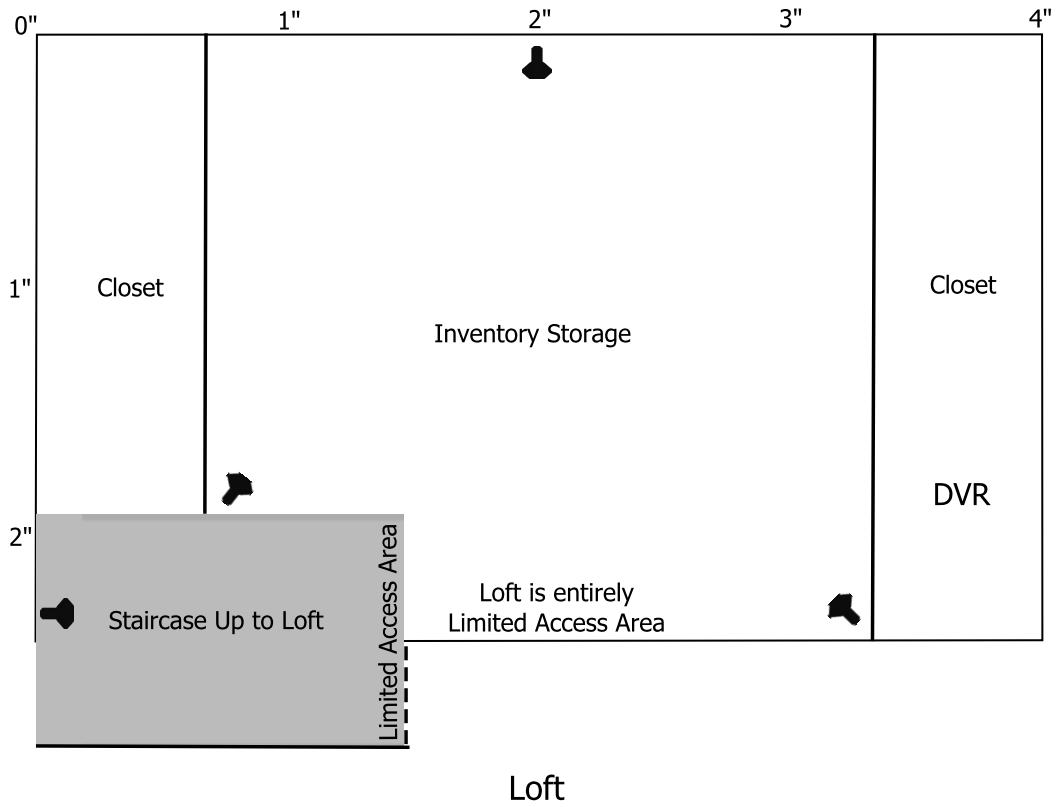 0"
1"
2"
3"
4"
1"
Closet
Closet
Inventory Storage
DVR
2"
Limited Access Area
Loft is entirely
Limited Access Area
Staircase Up to Loft
Loft